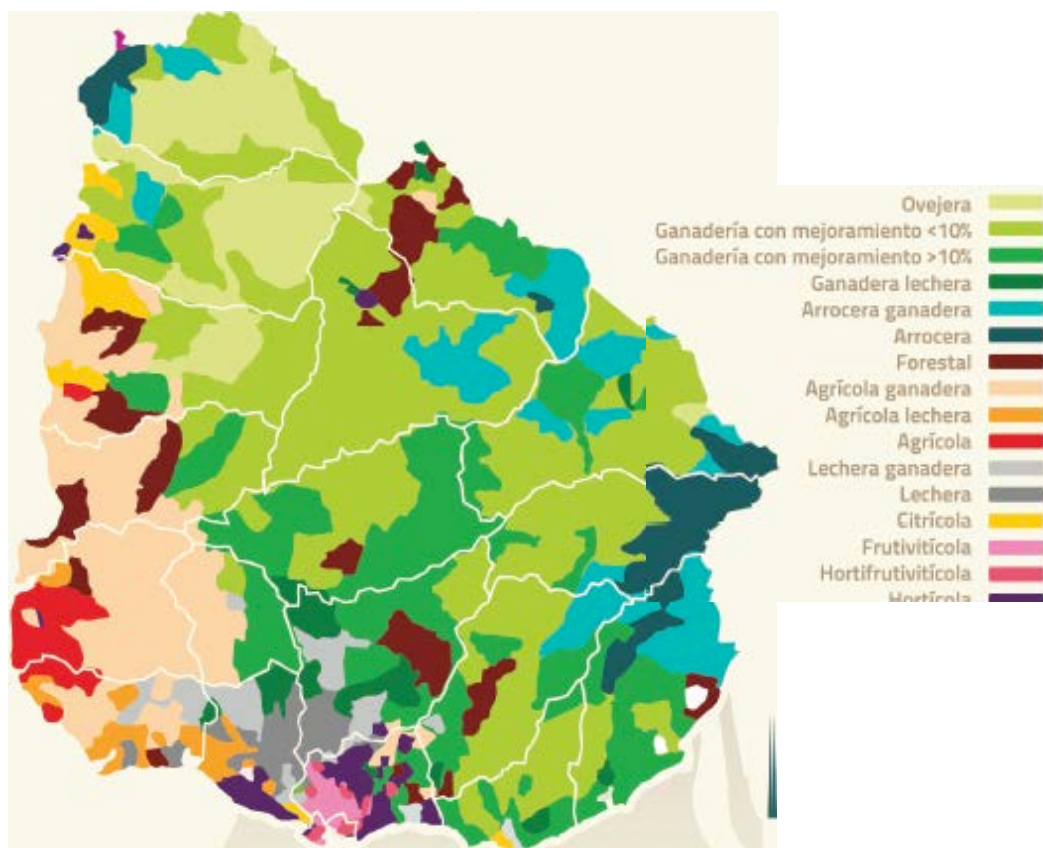 Ovejera
Ganadería con mejoramiento <10%
Ganadería con mejoramiento >10%
Ganadera lechera
Arrocera ganadera
Arrocera
Forestal
Agrícola ganadera
Agrícola lechera
Agrícola
Lechera ganadera
Lechera
Citrícola
Frutivitícola
Hortifrutivitícola
Hortícola